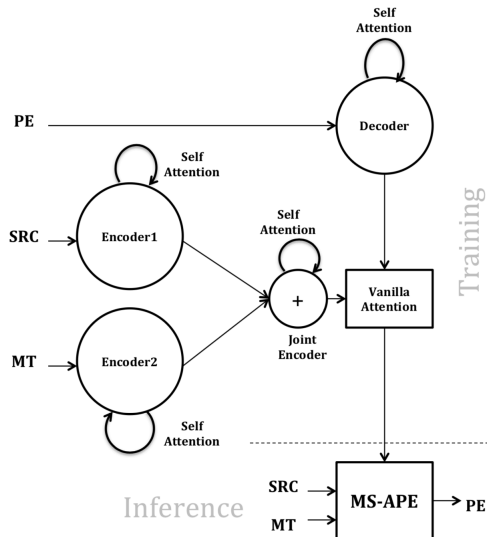 Self
Attention
PE
Decoder
Self
Attention
SRC
Encoder1
Self
Attention
Training
+
Vanilla
Attention
Joint
Encoder
MT
Encoder2
Self
Attention
SRC
MS-APE
PE
MT
Inference